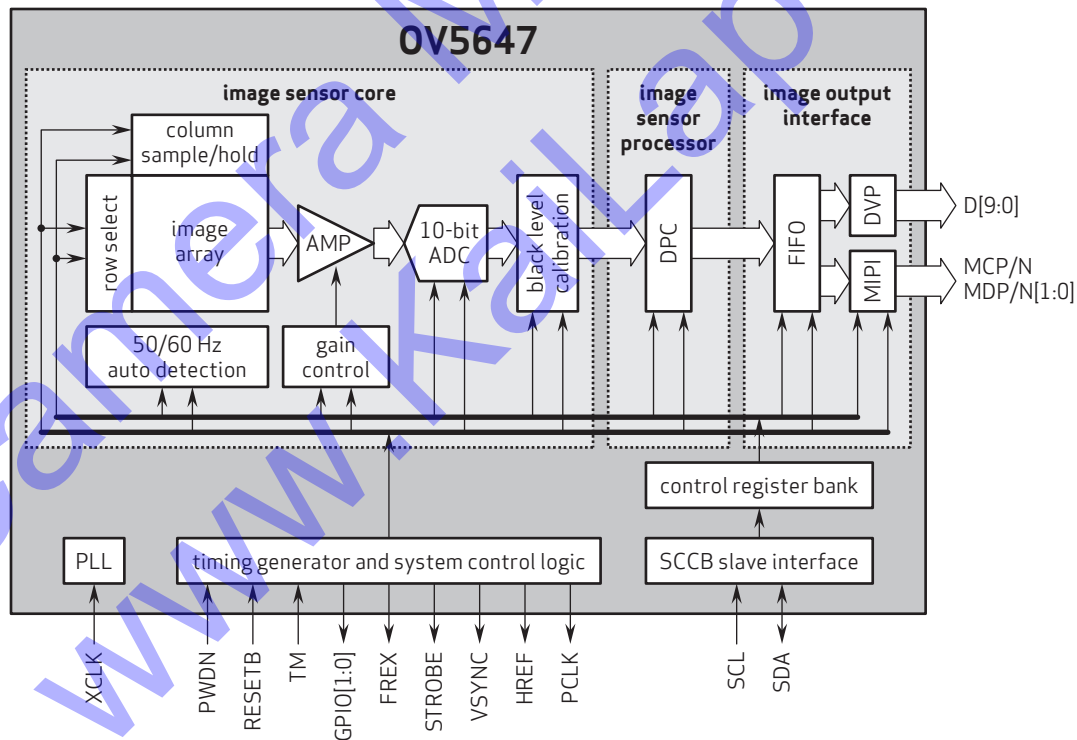 OV5647
image sensor core
image
sensor
processor
image output
interface
column
sample/hold
row select
image
array
AMP
10-bit
ADC
black level
calibration
DPC
FIFO
DVP
MIPI
D[9:0]
MCP/N
MDP/N[1:0]
50/60 Hz
auto detection
gain
control
control register bank
PLL
timing generator and system control logic
SCCB slave interface
XCLK
PWDN
RESETB
TM
GPIO[1:0]
FREX
STROBE
VSYNC
HREF
PCLK
SCL
SDA
Camera M
www.KaiLap